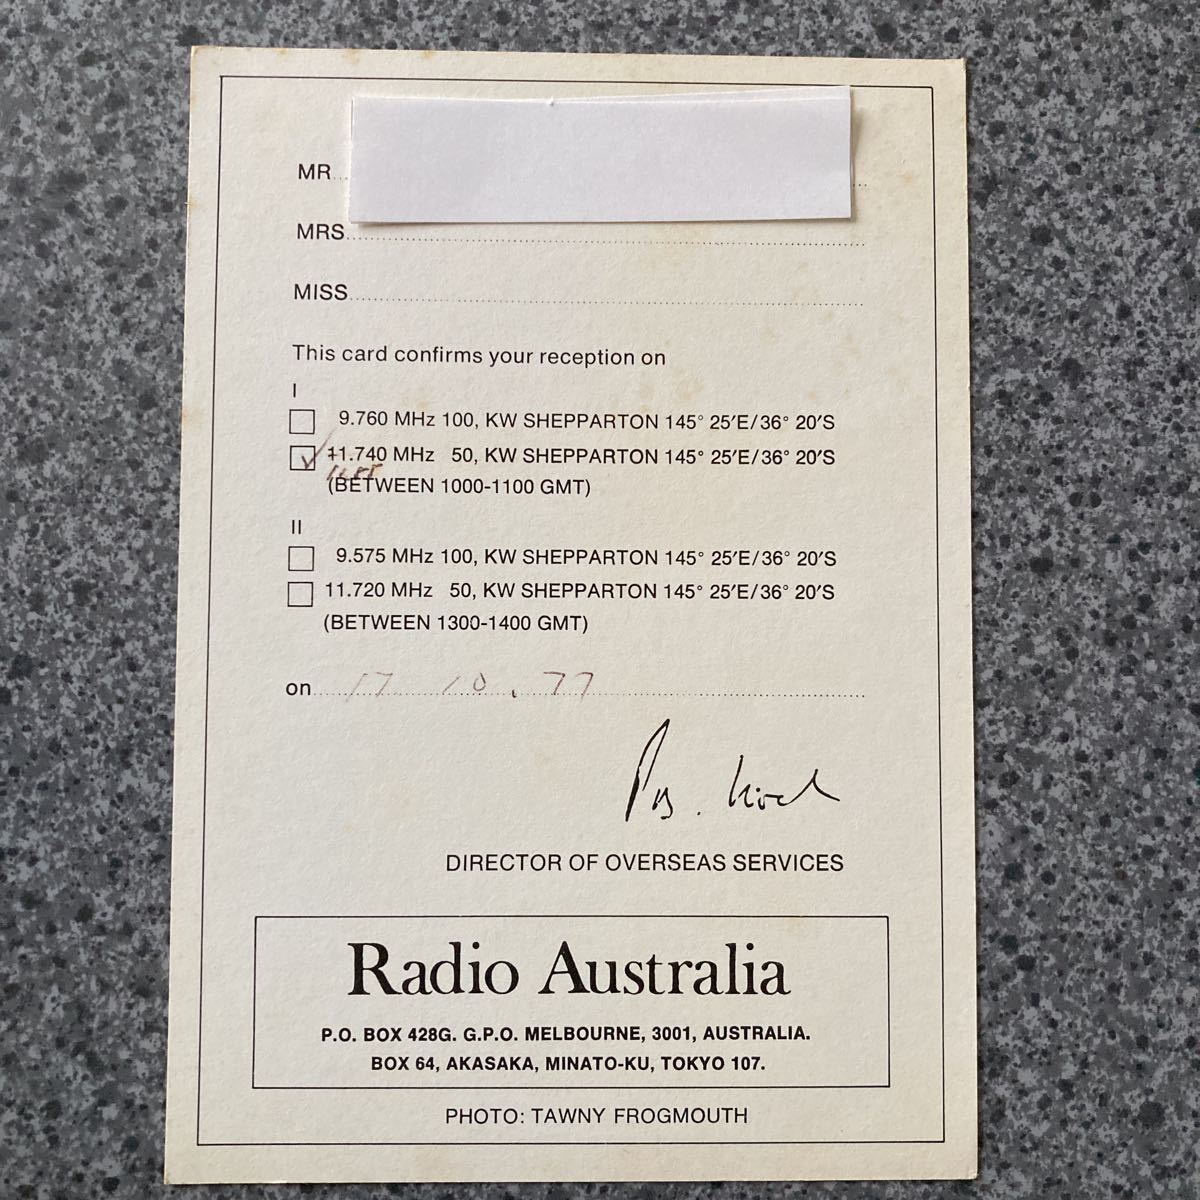 MR
MRS
MISS
This card confirms your reception on
I
9.760 MHz 100, KW SHEPPARTON 145° 25′E/36° 20′S
11.740 MHz 50, KW SHEPPARTON 145° 25′E/36° 20′S
(BETWEEN 1000-1100 GMT)
II
9.575 MHz 100, KW SHEPPARTON 145° 25′E/36° 20′S
11.720 MHz 50, KW SHEPPARTON 145° 25′E/36° 20′S
(BETWEEN 1300-1400 GMT)
on 17 10 . 77
DIRECTOR OF OVERSEAS SERVICES
Radio Australia
P.O. BOX 428G. G.P.O. MELBOURNE, 3001, AUSTRALIA.
BOX 64, AKASAKA, MINATO-KU, TOKYO 107.
PHOTO: TAWNY FROGMOUTH